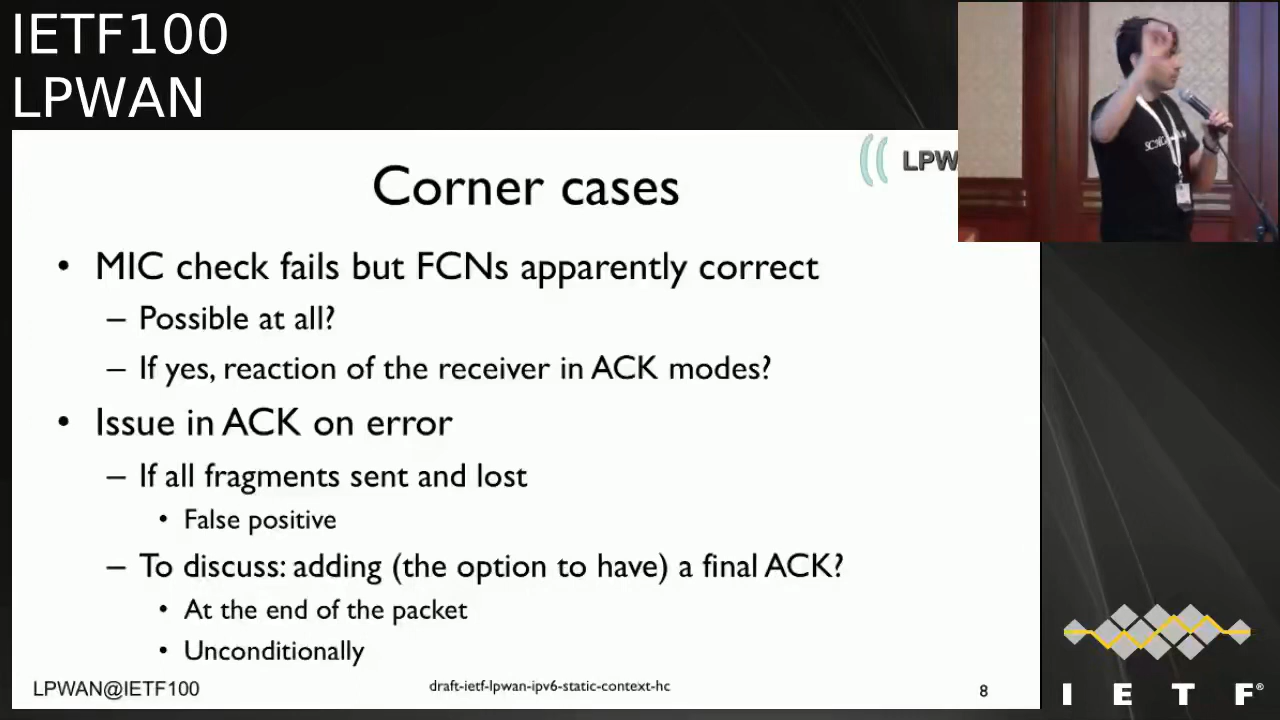 IETF100
LPWAN
LPW
Corner cases
• MIC check fails but FCNs apparently correct
– Possible at all?
– If yes, reaction of the receiver in ACK modes?
• Issue in ACK on error
– If all fragments sent and lost
• False positive
– To discuss: adding (the option to have) a final ACK?
• At the end of the packet
• Unconditionally
LPWAN@IETF100
draft-ietf-lpwan-ipv6-static-context-hc
8
I E T F®